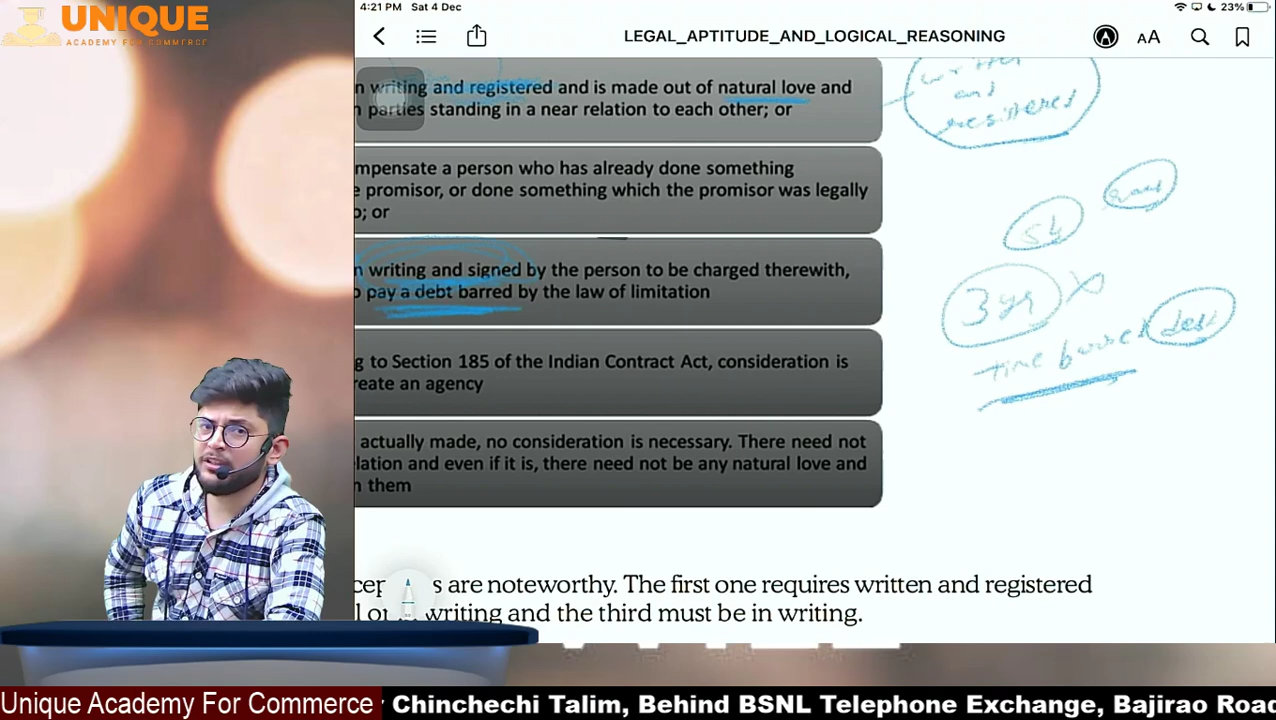 UNIQUE
ACADEMY FOR COMMERCE
4:21 PM Sat 4 Dec
23%
LEGAL_APTITUDE_AND_LOGICAL_REASONING
AA
n writing and registered and is made out of natural love and
n parties standing in a near relation to each other; or
mpensate a person who has already done something
e promisor, or done something which the promisor was legally
o; or
n writing and signed by the person to be charged therewith,
o pay a debt barred by the law of limitation
g to Section 185 of the Indian Contract Act, consideration is
reate an agency
actually made, no consideration is necessary. There need not
elation and even if it is, there need not be any natural love and
n them
written
and
registered
3 yr
time
cep s are noteworthy. The first one requires written and registered
l or writing and the third must be in writing.
Unique Academy For Commerce
Chinchechi Talim, Behind BSNL Telephone Exchange, Bajirao Road